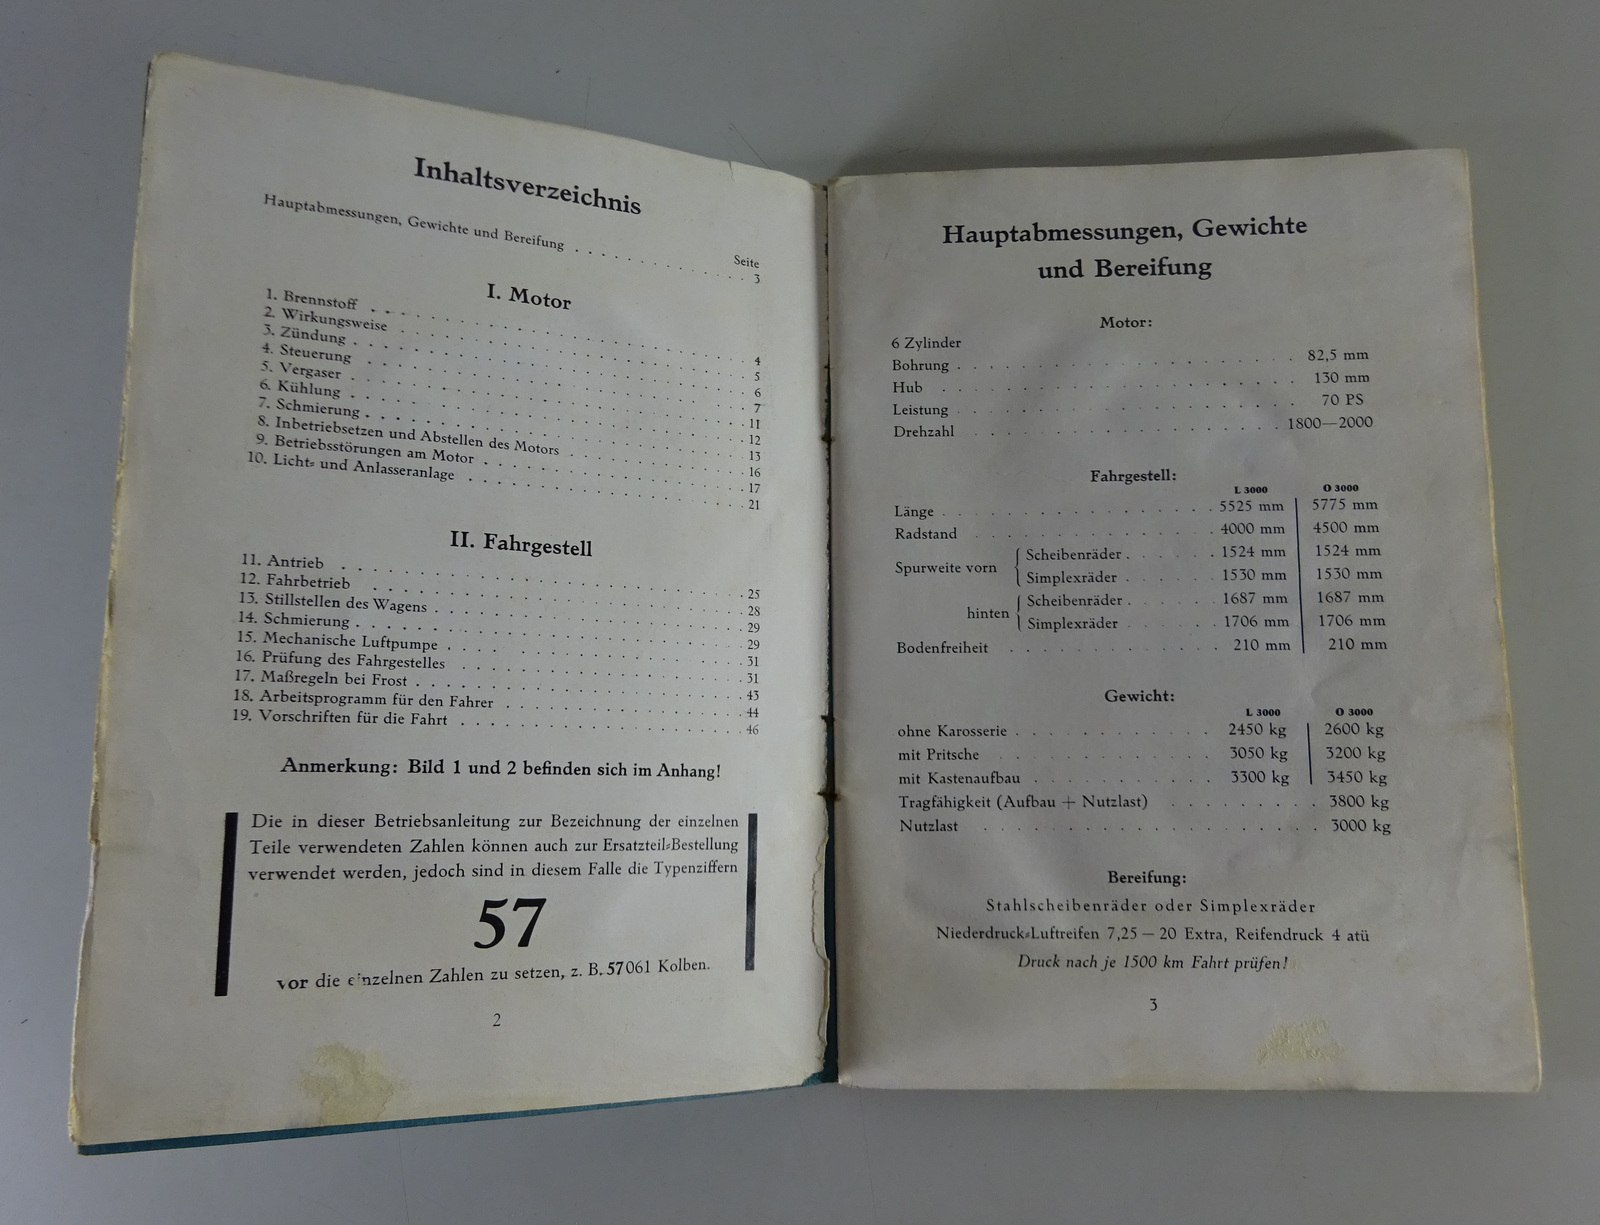 Inhaltsverzeichnis
Seite
Hauptabmessungen, Gewichte und Bereifung . . . 3
I. Motor
1. Brennstoff . . . 4
2. Wirkungsweise . . . 5
3. Zündung . . . 6
4. Steuerung . . . 7
5. Vergaser . . . 11
6. Kühlung . . . 12
7. Schmierung . . . 13
8. Inbetriebsetzen und Abstellen des Motors . . . 16
9. Betriebsstörungen am Motor . . . 17
10. Licht- und Anlasseranlage . . . 21
II. Fahrgestell
11. Antrieb . . . 25
12. Fahrbetrieb . . . 28
13. Stillstellen des Wagens . . . 29
14. Schmierung . . . 29
15. Mechanische Luftpumpe . . . 31
16. Prüfung des Fahrgestelles . . . 31
17. Maßregeln bei Frost . . . 43
18. Arbeitsprogramm für den Fahrer . . . 44
19. Vorschriften für die Fahrt . . . 46
Anmerkung: Bild 1 und 2 befinden sich im Anhang!
Die in dieser Betriebsanleitung zur Bezeichnung der einzelnen
Teile verwendeten Zahlen können auch zur Ersatzteil-Bestellung
verwendet werden, jedoch sind in diesem Falle die Typenziffern
57
vor die einzelnen Zahlen zu setzen, z. B. 57061 Kolben.
2
Hauptabmessungen, Gewichte
und Bereifung
Motor:
6 Zylinder
Bohrung . . . 82,5 mm
Hub . . . 130 mm
Leistung . . . 70 PS
Drehzahl . . . 1800—2000
Fahrgestell:
L 3000 O 3000
Länge . . . 5525 mm 5775 mm
Radstand . . . 4000 mm 4500 mm
Spurweite vorn { Scheibenräder . . . 1524 mm 1524 mm
Simplexräder . . . 1530 mm 1530 mm
hinten { Scheibenräder . . . 1687 mm 1687 mm
Simplexräder . . . 1706 mm 1706 mm
Bodenfreiheit . . . 210 mm 210 mm
Gewicht:
L 3000 O 3000
ohne Karosserie . . . 2450 kg 2600 kg
mit Pritsche . . . 3050 kg 3200 kg
mit Kastenaufbau . . . 3300 kg 3450 kg
Tragfähigkeit (Aufbau + Nutzlast) . . . 3800 kg
Nutzlast . . . 3000 kg
Bereifung:
Stahlscheibenräder oder Simplexräder
Niederdruck-Luftreifen 7,25 — 20 Extra, Reifendruck 4 atü
Druck nach je 1500 km Fahrt prüfen!
3